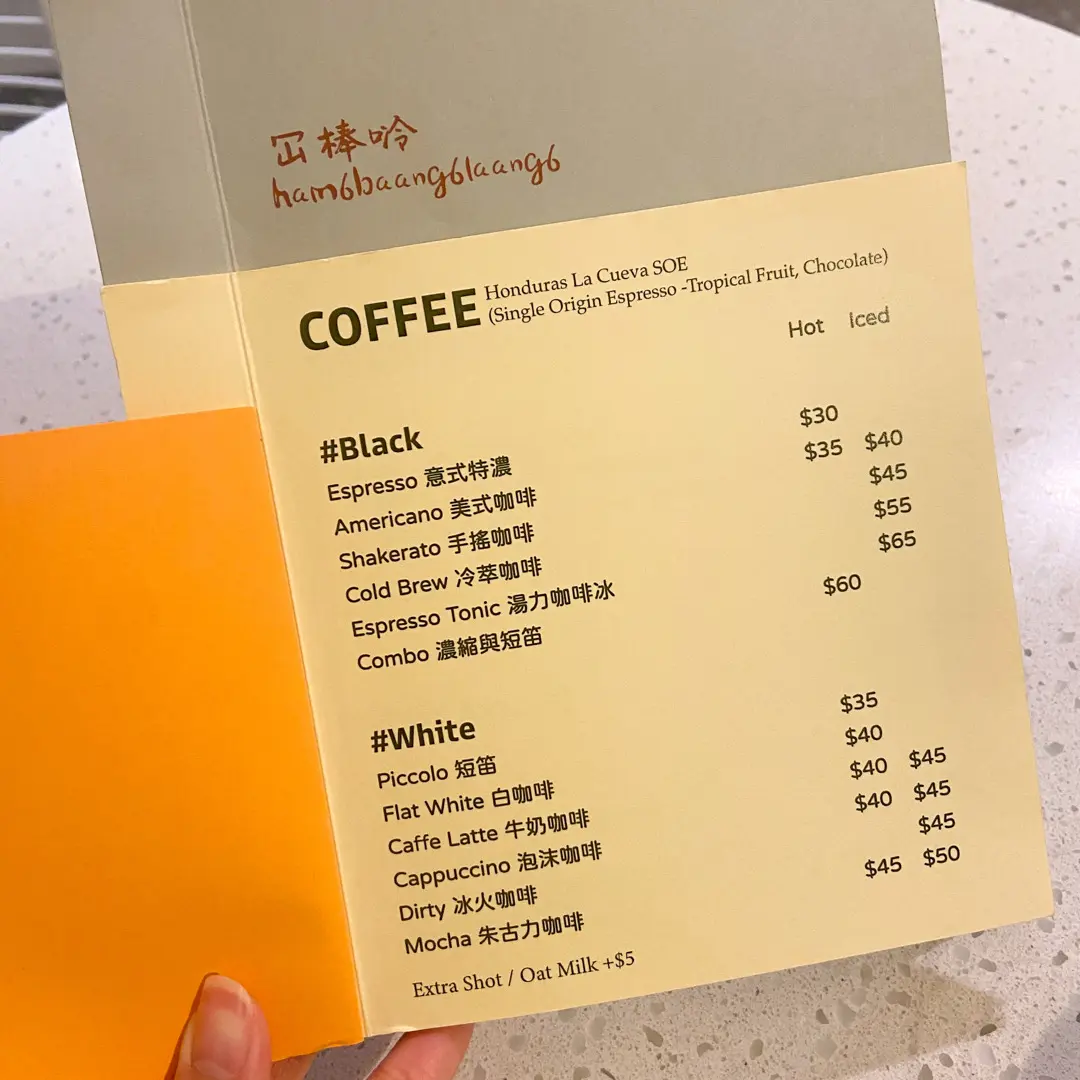 冚棒呤
ham6baang6laang6
COFFEE Honduras La Cueva SOE
(Single Origin Espresso -Tropical Fruit, Chocolate)
Hot Iced
#Black
Espresso 意式特濃 $30
Americano 美式咖啡 $35 $40
Shakerato 手搖咖啡 $45
Cold Brew 冷萃咖啡 $55
Espresso Tonic 湯力咖啡冰 $65
Combo 濃縮與短笛 $60
#White
Piccolo 短笛 $35
Flat White 白咖啡 $40
Caffe Latte 牛奶咖啡 $40 $45
Cappuccino 泡沫咖啡 $40 $45
Dirty 冰火咖啡 $45
Mocha 朱古力咖啡 $45 $50
Extra Shot / Oat Milk +$5